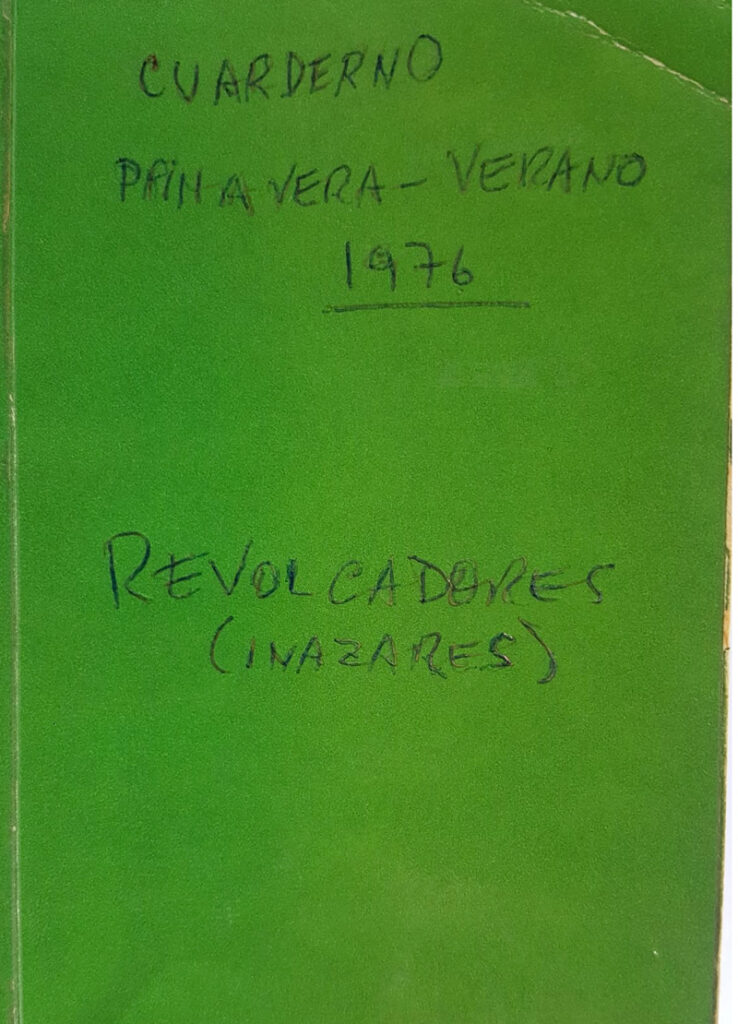 CUARDERNO
PRIMAVERA - VERANO
1976
REVOLCADORES
(INAZARES)